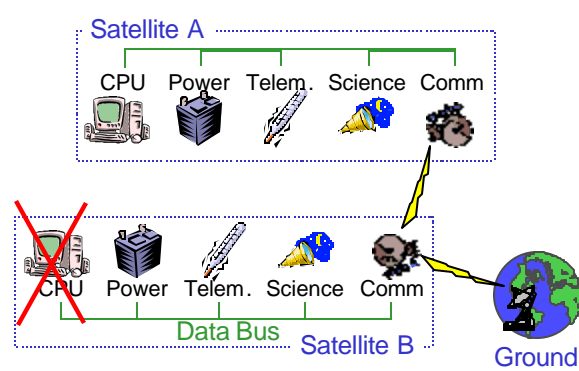 Satellite A
CPU Power Telem. Science Comm
CPU Power Telem. Science Comm
Data Bus
Satellite B
Ground